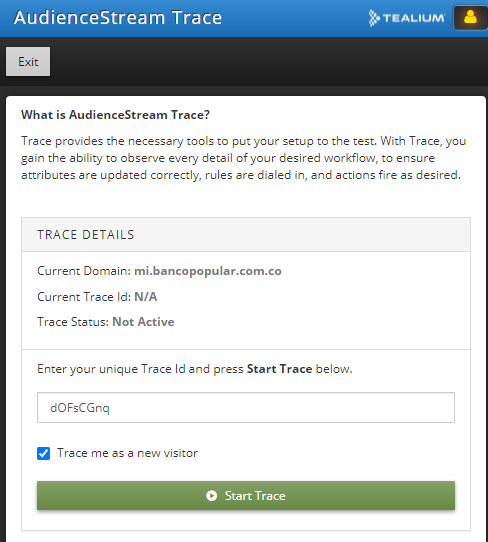 AudienceStream Trace
TEALIUM
Exit
What is AudienceStream Trace?
Trace provides the necessary tools to put your setup to the test. With Trace, you
gain the ability to observe every detail of your desired workflow, to ensure
attributes are updated correctly, rules are dialed in, and actions fire as desired.
TRACE DETAILS
Current Domain: mi.bancopopular.com.co
Current Trace Id: N/A
Trace Status: Not Active
Enter your unique Trace Id and press Start Trace below.
dOFsCGnq
Trace me as a new visitor
Start Trace